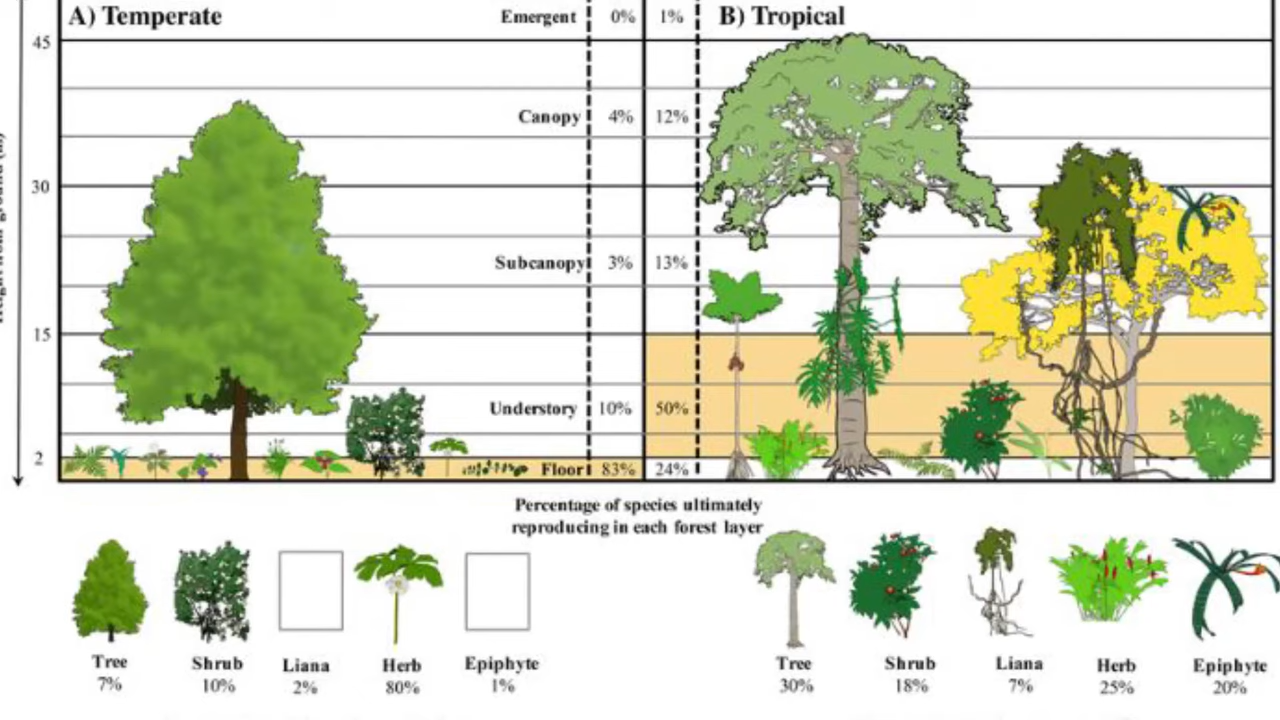 A) Temperate
Emergent 0% 1%
B) Tropical
45
Canopy 4% 12%
30
Subcanopy 3% 13%
15
Understory 10% 50%
2
Floor 83% 24%
Percentage of species ultimately
reproducing in each forest layer
Tree Shrub Liana Herb Epiphyte
7% 10% 2% 80% 1%
Tree Shrub Liana Herb Epiphyte
30% 18% 7% 25% 20%